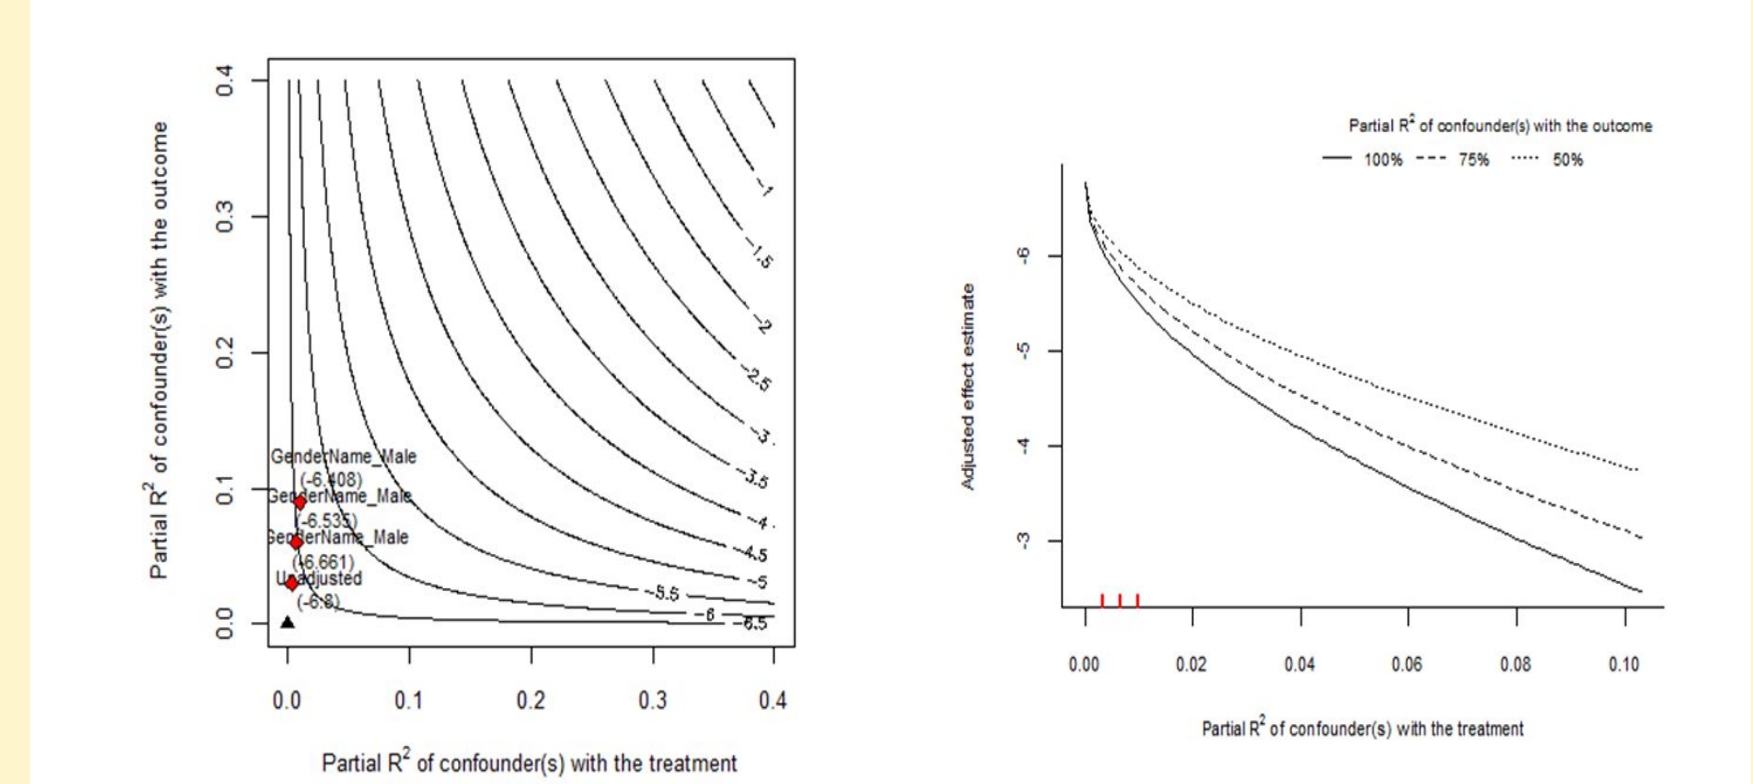 Partial R2 of confounder(s) with the outcome
0.4
0.3
0.2
0.1
0.0
-1
-1.5
-2
-2.5
-3
-3.5
-4
-4.5
-5
-5.5
-6
-6.5
GenderName_Male
(-6.408)
GenderName_Male
(-6.535)
GenderName_Male
(-6.661)
Unadjusted
(-6.8)
0.0 0.1 0.2 0.3 0.4
Partial R2 of confounder(s) with the treatment
Partial R2 of confounder(s) with the outcome
100% 75% 50%
Adjusted effect estimate
-6
-5
-4
-3
0.00 0.02 0.04 0.06 0.08 0.10
Partial R2 of confounder(s) with the treatment